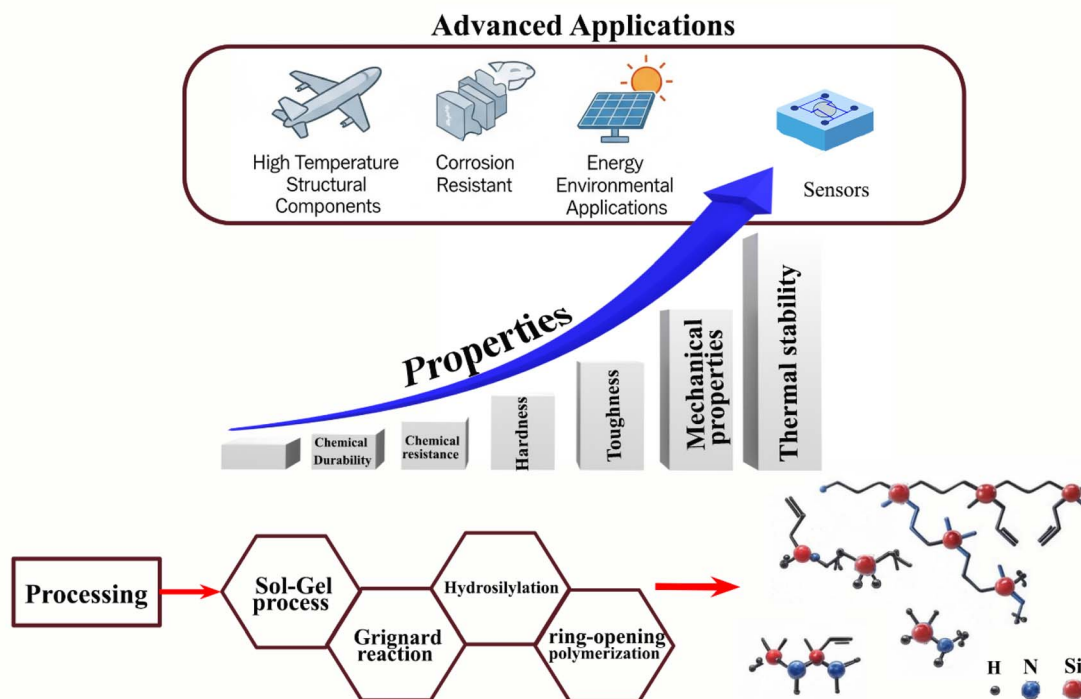 Advanced Applications
High Temperature
Structural
Components
Corrosion
Resistant
Energy
Environmental
Applications
Sensors
Properties
Chemical
Durability
Chemical
resistance
Hardness
Toughness
Mechanical
properties
Thermal stability
Processing
Sol-Gel
process
Grignard
reaction
Hydrosilylation
ring-opening
polymerization
H N Si